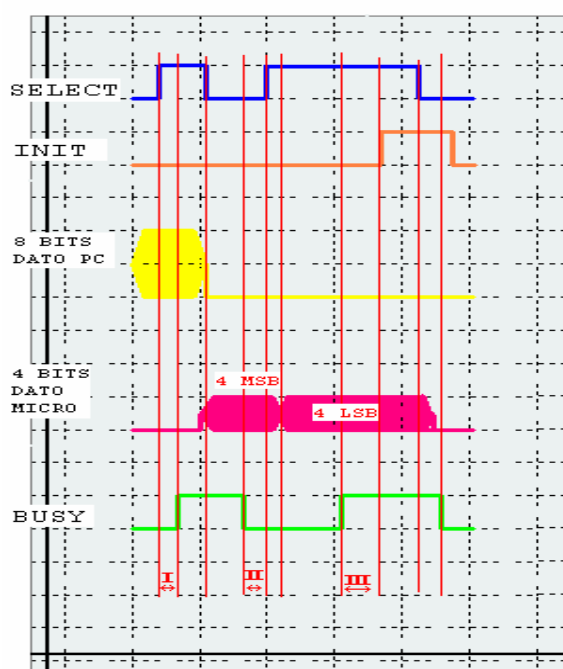 SELECT
INIT
8 BITS
DATO PC
4 BITS
DATO
MICRO
4 MSB
4 LSB
BUSY
I
II
III